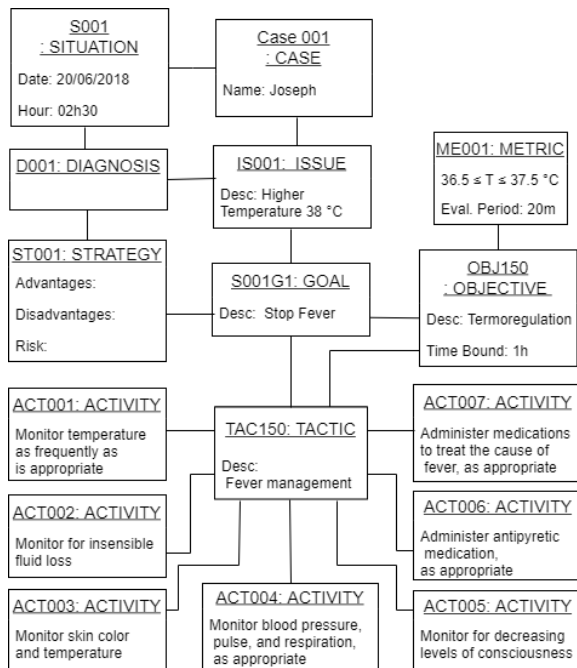 S001
: SITUATION
Date: 20/06/2018
Hour: 02h30
Case 001
: CASE
Name: Joseph
D001: DIAGNOSIS
IS001: ISSUE
Desc: Higher
Temperature 38 °C
ME001: METRIC
36.5 ≤ T ≤ 37.5 °C
Eval. Period: 20m
ST001: STRATEGY
Advantages:
Disadvantages:
Risk:
S001G1: GOAL
Desc: Stop Fever
OBJ150
: OBJECTIVE
Desc: Termoregulation
Time Bound: 1h
ACT001: ACTIVITY
Monitor temperature
as frequently as
is appropriate
TAC150: TACTIC
Desc:
Fever management
ACT007: ACTIVITY
Administer medications
to treat the cause of
fever, as appropriate
ACT002: ACTIVITY
Monitor for insensible
fluid loss
ACT006: ACTIVITY
Administer antipyretic
medication,
as appropriate
ACT003: ACTIVITY
Monitor skin color
and temperature
ACT004: ACTIVITY
Monitor blood pressure,
pulse, and respiration,
as appropriate
ACT005: ACTIVITY
Monitor for decreasing
levels of consciousness